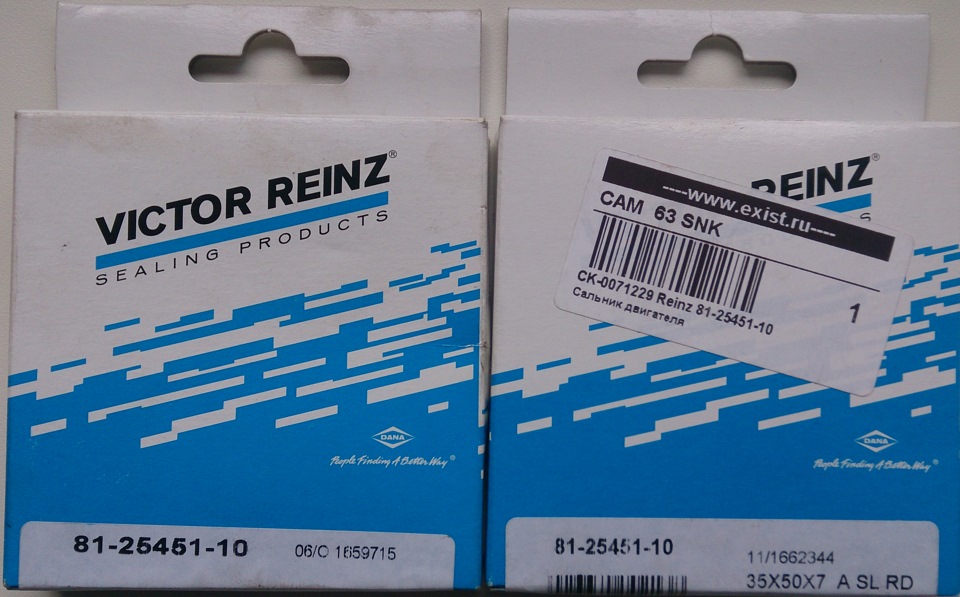 VICTOR REINZ®
SEALING PRODUCTS
DANA
People Finding A Better Way®
81-25451-10
06/O 1659715
REINZ®
S
----www.exist.ru----
CAM 63 SNK
CK-0071229 Reinz 81-25451-10
Сальник двигателя
1
DANA
People Finding A Better Way®
81-25451-10
11/1662344
35X50X7 A SL RD